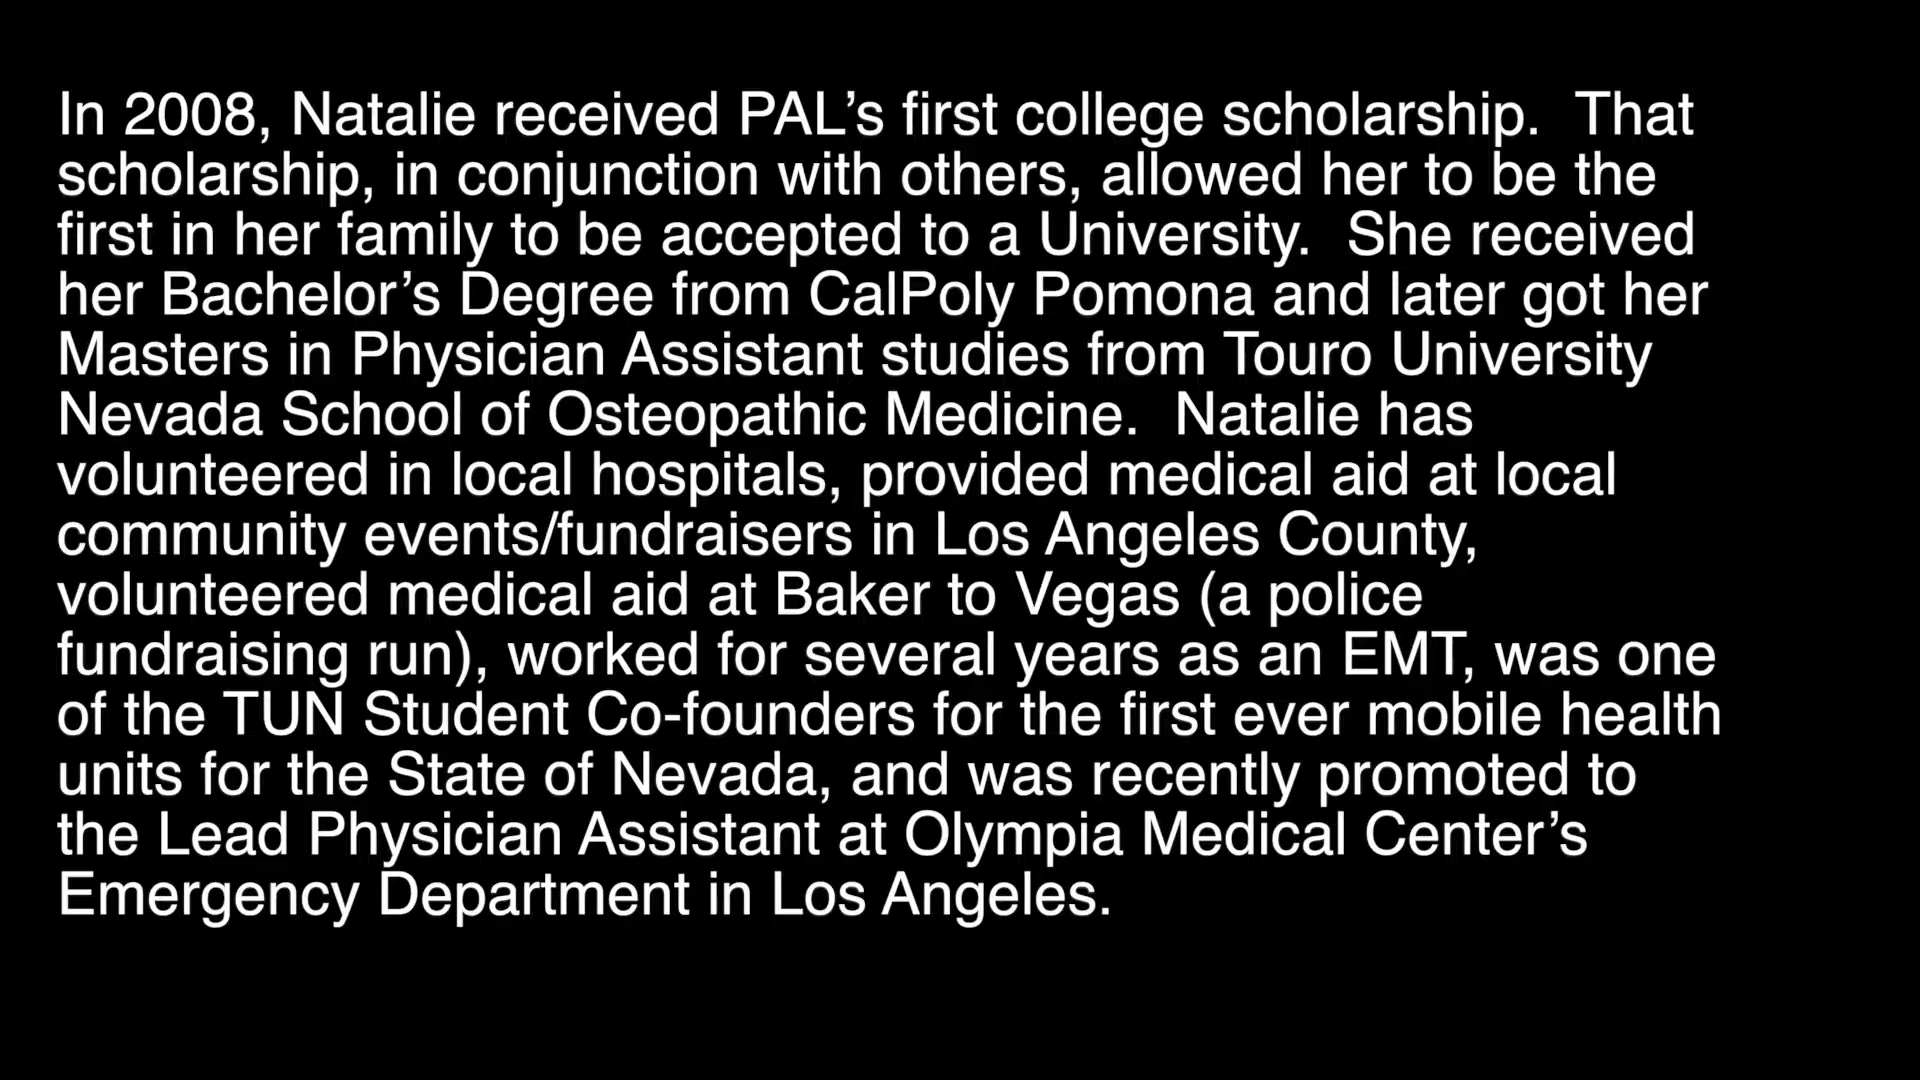 In 2008, Natalie received PAL’s first college scholarship.  That
scholarship, in conjunction with others, allowed her to be the
first in her family to be accepted to a University.  She received
her Bachelor’s Degree from CalPoly Pomona and later got her
Masters in Physician Assistant studies from Touro University
Nevada School of Osteopathic Medicine.  Natalie has
volunteered in local hospitals, provided medical aid at local
community events/fundraisers in Los Angeles County,
volunteered medical aid at Baker to Vegas (a police
fundraising run), worked for several years as an EMT, was one
of the TUN Student Co-founders for the first ever mobile health
units for the State of Nevada, and was recently promoted to
the Lead Physician Assistant at Olympia Medical Center’s
Emergency Department in Los Angeles.